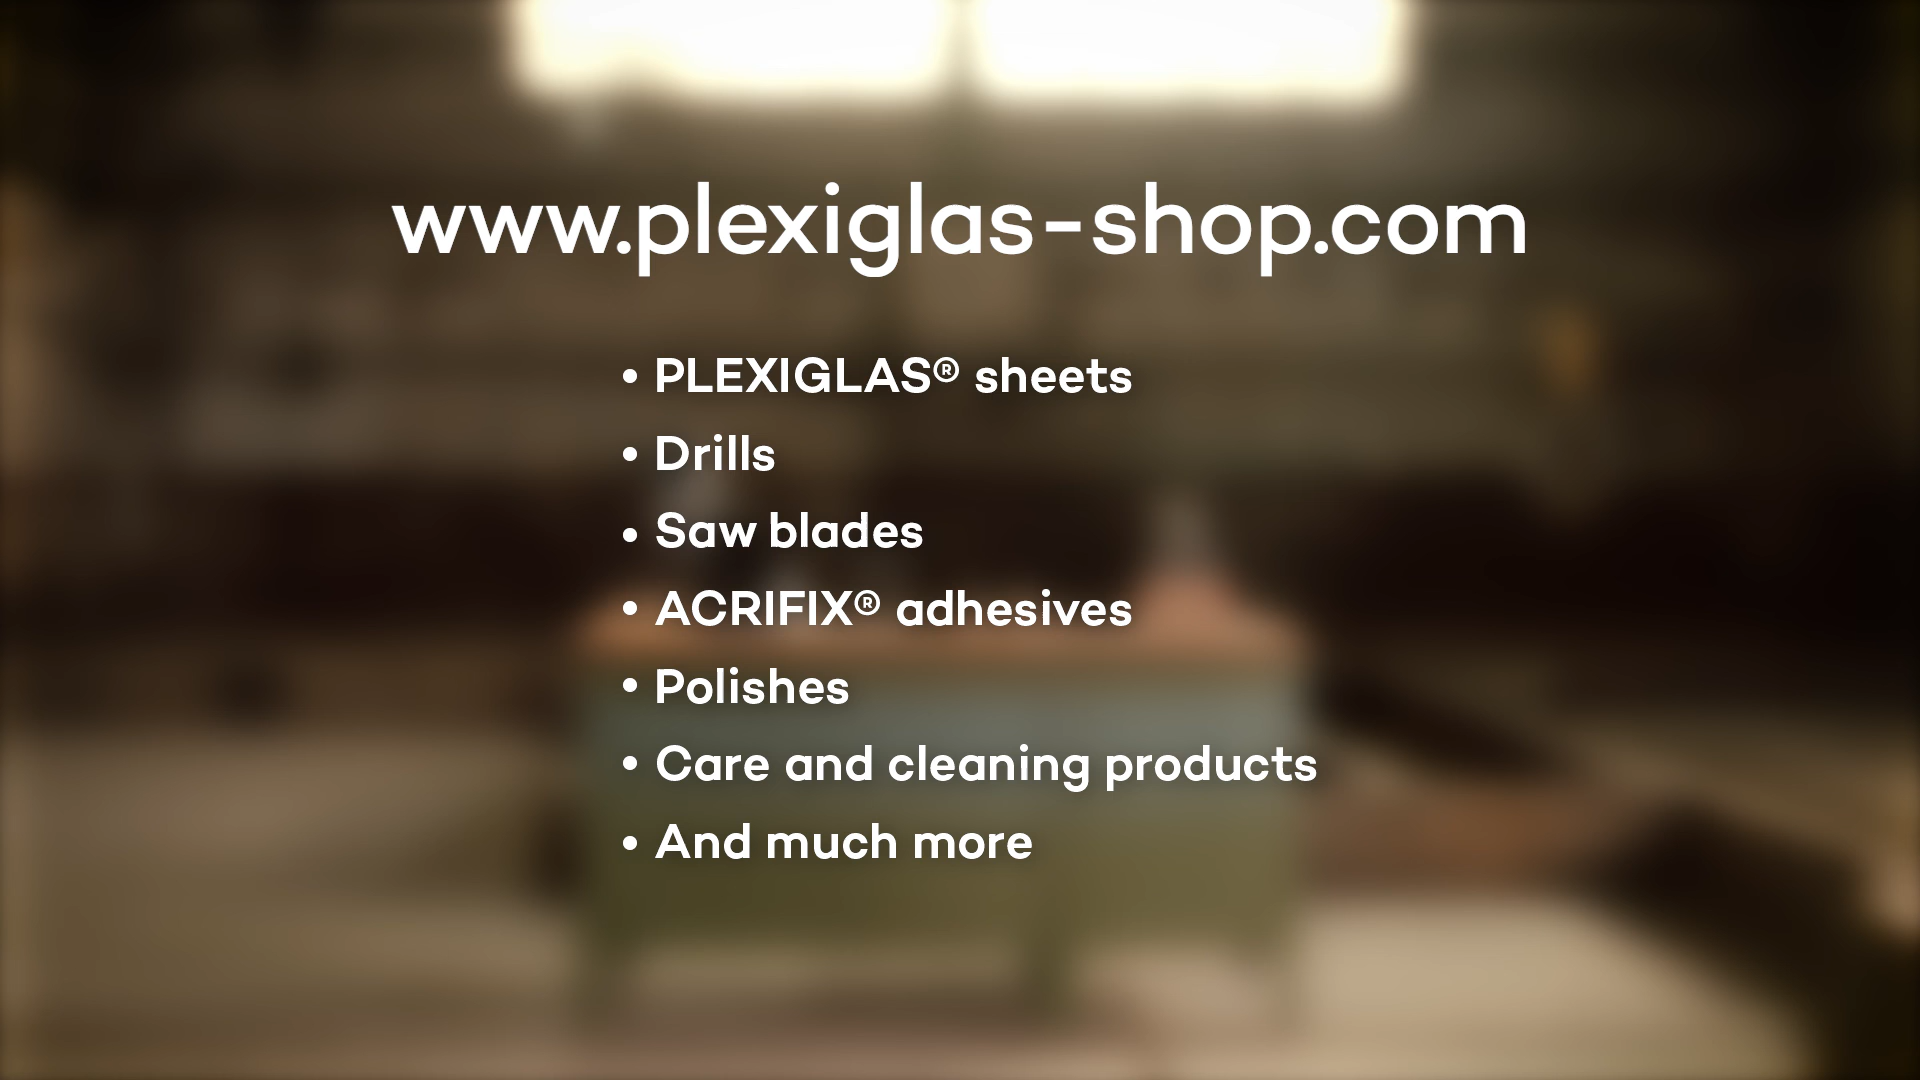 www.plexiglas-shop.com
• PLEXIGLAS® sheets
• Drills
• Saw blades
• ACRIFIX® adhesives
• Polishes
• Care and cleaning products
• And much more